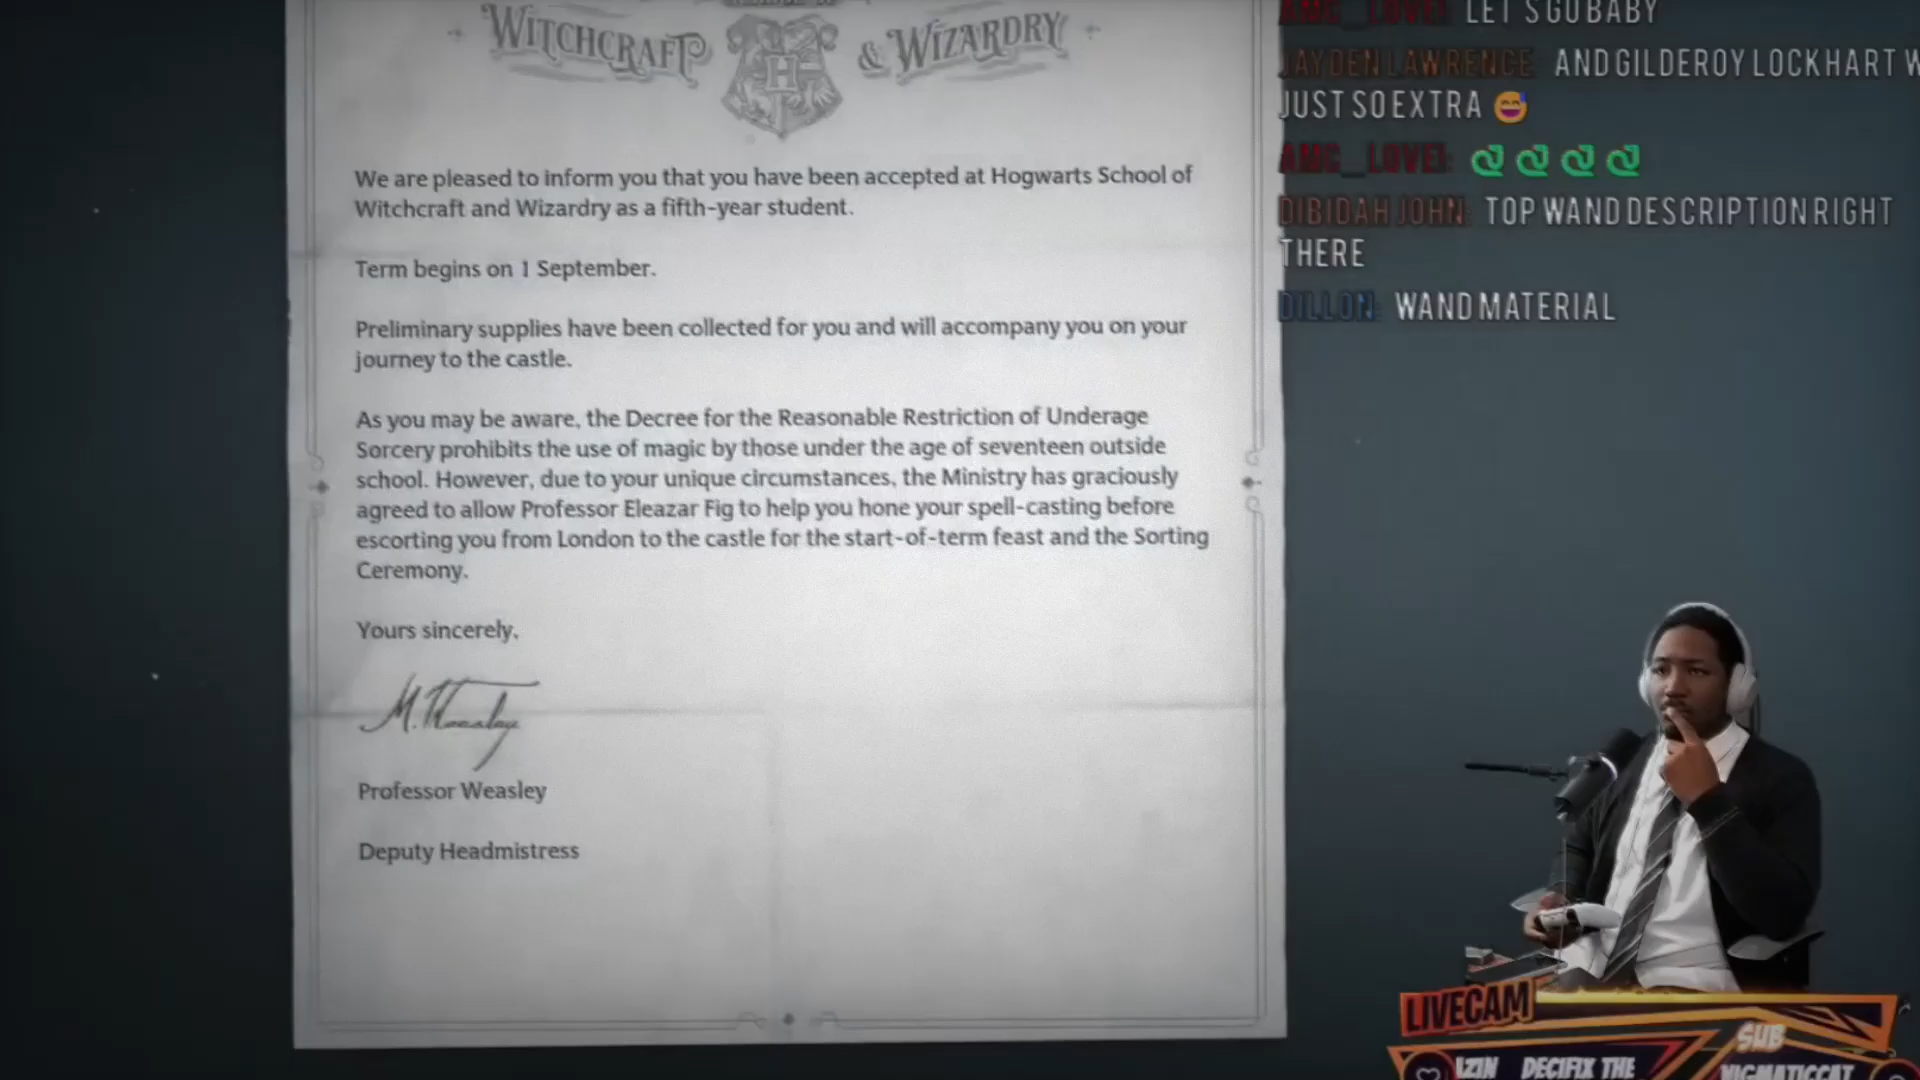 WITCHCRAFT & WIZARDRY
H
We are pleased to inform you that you have been accepted at Hogwarts School of
Witchcraft and Wizardry as a fifth-year student.
Term begins on 1 September.
Preliminary supplies have been collected for you and will accompany you on your
journey to the castle.
As you may be aware, the Decree for the Reasonable Restriction of Underage
Sorcery prohibits the use of magic by those under the age of seventeen outside
school. However, due to your unique circumstances, the Ministry has graciously
agreed to allow Professor Eleazar Fig to help you hone your spell-casting before
escorting you from London to the castle for the start-of-term feast and the Sorting
Ceremony.
Yours sincerely,
M. Weasley
Professor Weasley
Deputy Headmistress
LET'S GO BABY
JAYDEN LAWRENCE: AND GILDEROY LOCKHART W
JUST SO EXTRA
DIBIDAH JOHN: TOP WAND DESCRIPTION RIGHT
THERE
DILLON: WAND MATERIAL
LIVECAM
SUB
IZIN DECIFIX THE